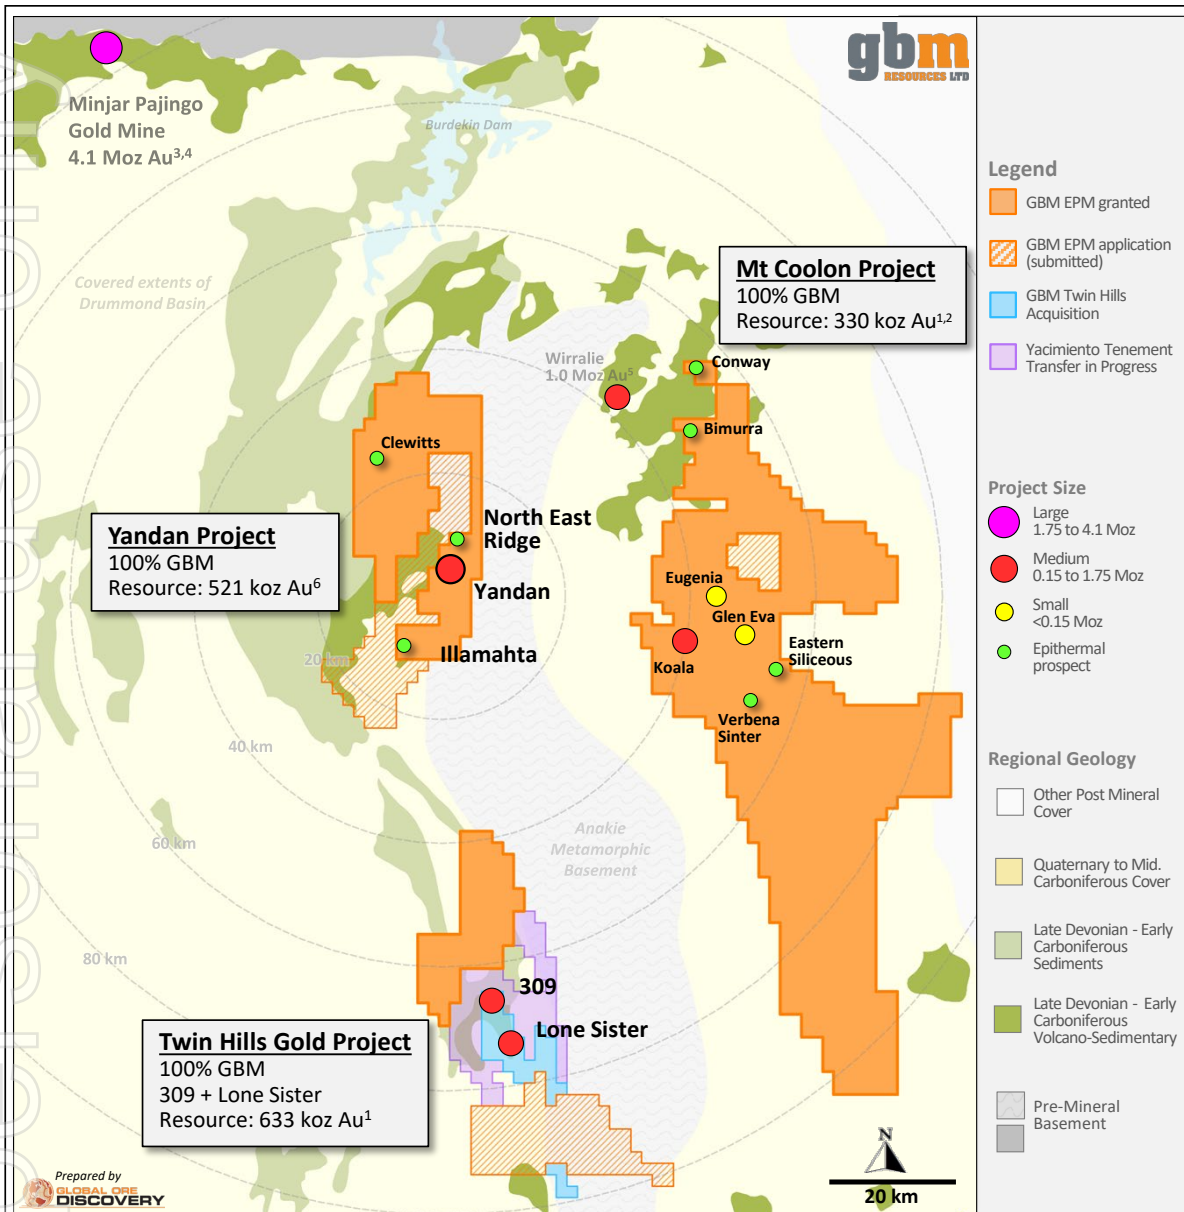 gbm
RESOURCES LTD
Minjar Pajingo
Gold Mine
4.1 Moz Au3,4
Burdekin Dam
Covered extents of
Drummond Basin
Mt Coolon Project
100% GBM
Resource: 330 koz Au1,2
Wirralie
1.0 Moz Au5
Conway
Bimurra
Clewitts
Yandan Project
100% GBM
Resource: 521 koz Au6
North East
Ridge
Yandan
Illamahta
Eugenia
Glen Eva
Koala
Eastern
Siliceous
Verbena
Sinter
20 km
40 km
60 km
80 km
Anakie
Metamorphic
Basement
309
Lone Sister
Twin Hills Gold Project
100% GBM
309 + Lone Sister
Resource: 633 koz Au1
Prepared by
GLOBAL ORE
DISCOVERY
N
20 km
Legend
GBM EPM granted
GBM EPM application
(submitted)
GBM Twin Hills
Acquisition
Yacimiento Tenement
Transfer in Progress
Project Size
Large
1.75 to 4.1 Moz
Medium
0.15 to 1.75 Moz
Small
<0.15 Moz
Epithermal
prospect
Regional Geology
Other Post Mineral
Cover
Quaternary to Mid.
Carboniferous Cover
Late Devonian - Early
Carboniferous
Sediments
Late Devonian - Early
Carboniferous
Volcano-Sedimentary
Pre-Mineral
Basement